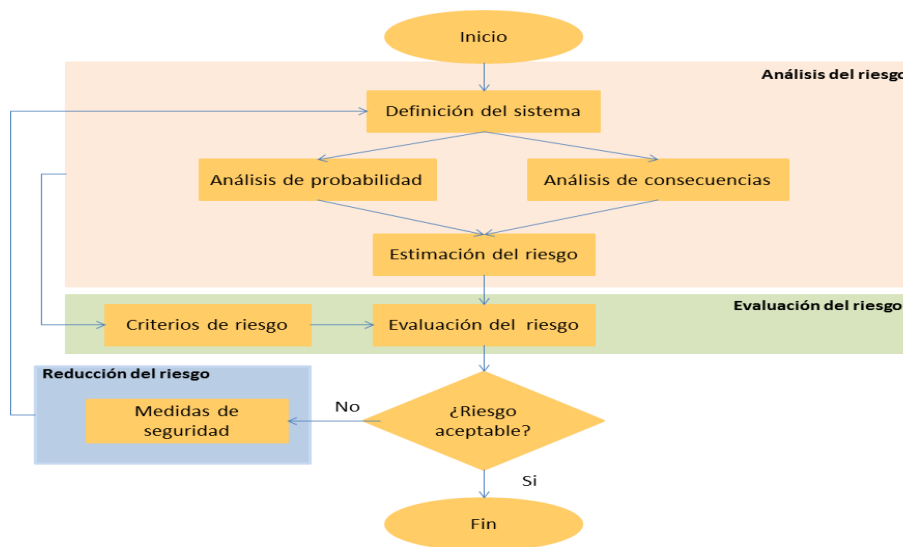 Inicio
Análisis del riesgo
Definición del sistema
Análisis de probabilidad
Análisis de consecuencias
Estimación del riesgo
Evaluación del riesgo
Criterios de riesgo
Evaluación del riesgo
Reducción del riesgo
Medidas de
seguridad
No
¿Riesgo
aceptable?
Si
Fin